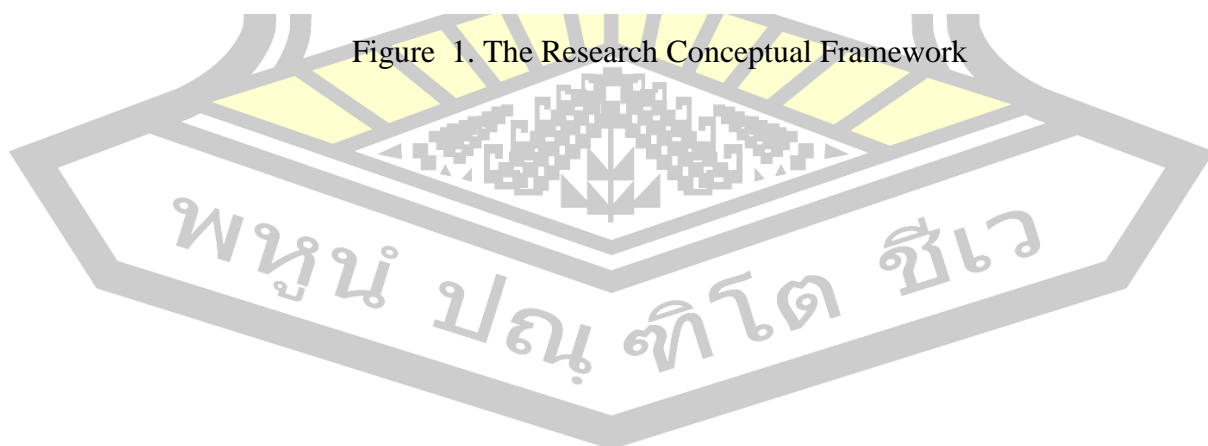 Figure 1. The Research Conceptual Framework
พหูนํ ปณฺ ฑิโต ชีเว